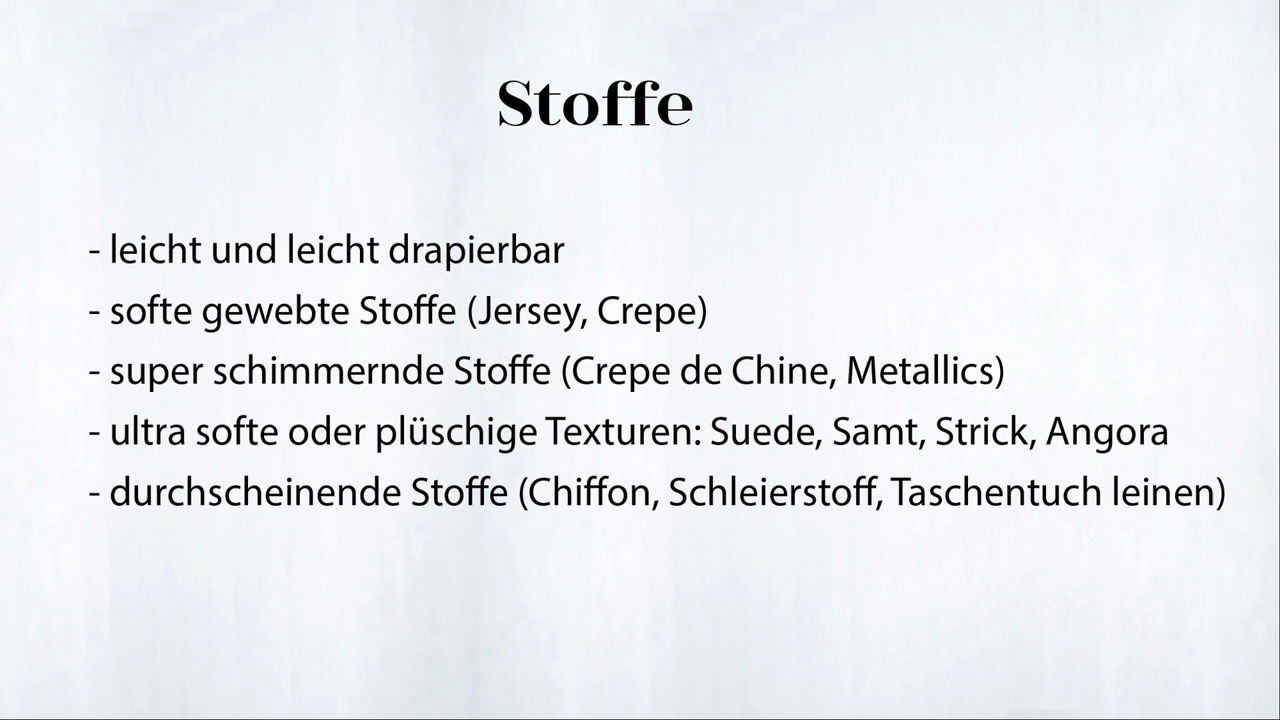 Stoffe
- leicht und leicht drapierbar
- softe gewebte Stoffe (Jersey, Crepe)
- super schimmernde Stoffe (Crepe de Chine, Metallics)
- ultra softe oder plüschige Texturen: Suede, Samt, Strick, Angora
- durchscheinende Stoffe (Chiffon, Schleierstoff, Taschentuch leinen)